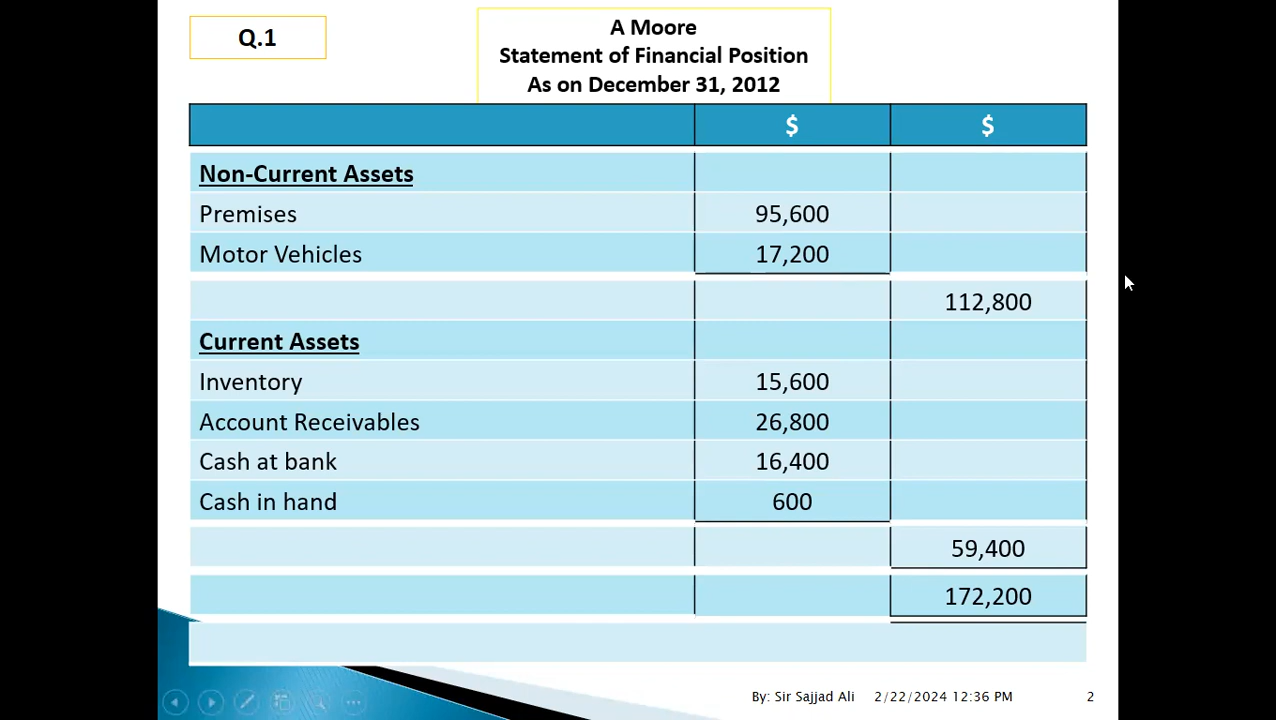 Q.1
A Moore
Statement of Financial Position
As on December 31, 2012
$ $
Non-Current Assets
Premises 95,600
Motor Vehicles 17,200
112,800
Current Assets
Inventory 15,600
Account Receivables 26,800
Cash at bank 16,400
Cash in hand 600
59,400
172,200
By: Sir Sajjad Ali 2/22/2024 12:36 PM 2